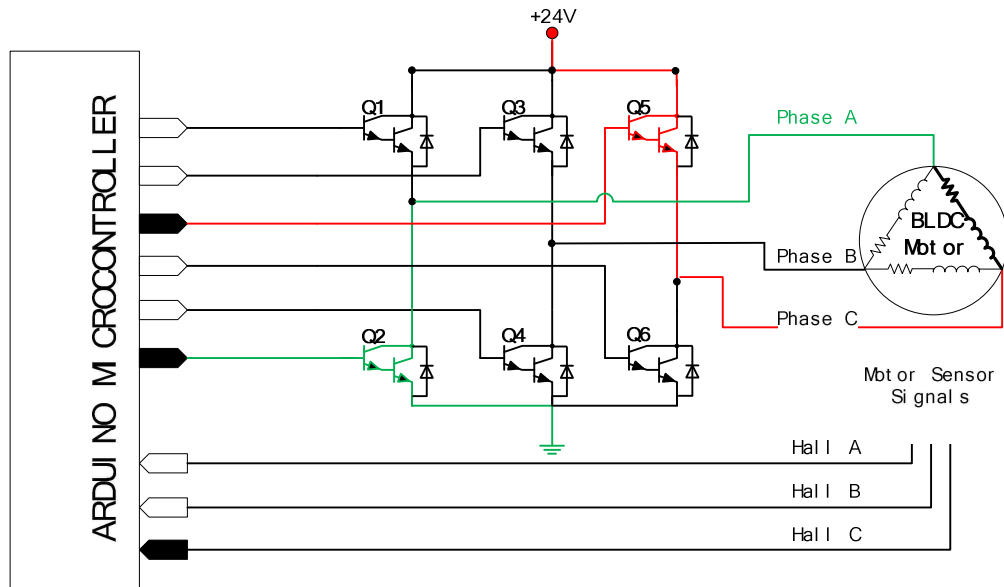 +24V
ARDUINO MICROCONTROLLER
Q1
Q3
Q5
Phase A
BLDC
Motor
Phase B
Phase C
Q2
Q4
Q6
Motor Sensor
Signals
Hall A
Hall B
Hall C